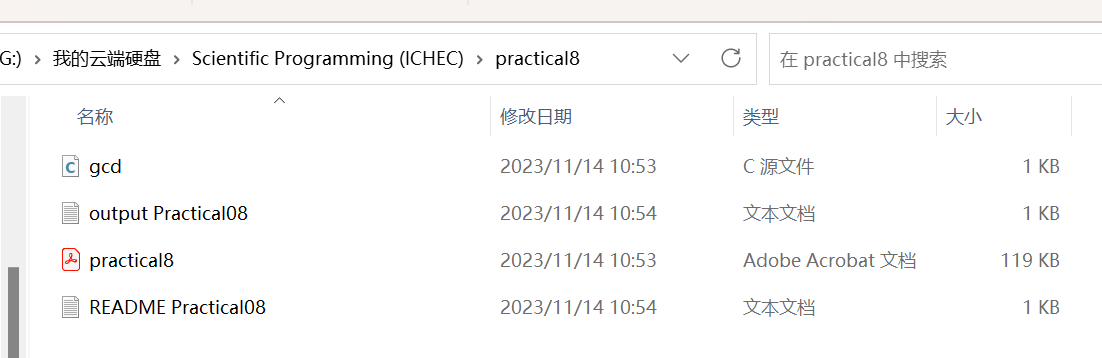 G:) > 我的云端硬盘 > Scientific Programming (ICHEC) > practical8 在 practical8 中搜索
名称 修改日期 类型 大小
gcd 2023/11/14 10:53 C 源文件 1 KB
output Practical08 2023/11/14 10:54 文本文档 1 KB
practical8 2023/11/14 10:53 Adobe Acrobat 文档 119 KB
README Practical08 2023/11/14 10:54 文本文档 1 KB